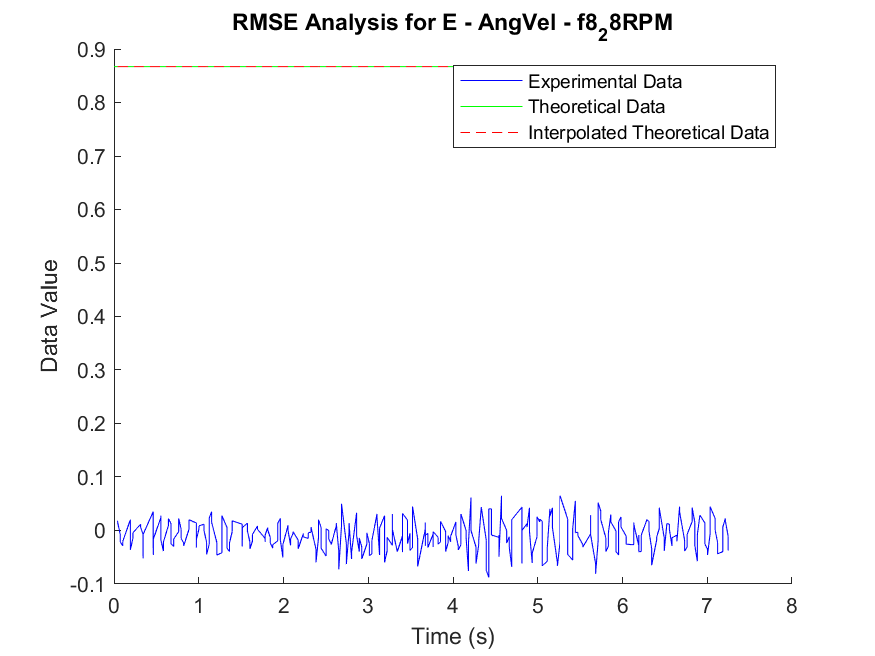 RMSE Analysis for E - AngVel - f8₂8RPM
0.9
0.8
0.7
0.6
0.5
0.4
0.3
0.2
0.1
0
-0.1
Data Value
Experimental Data
Theoretical Data
Interpolated Theoretical Data
0 1 2 3 4 5 6 7 8
Time (s)